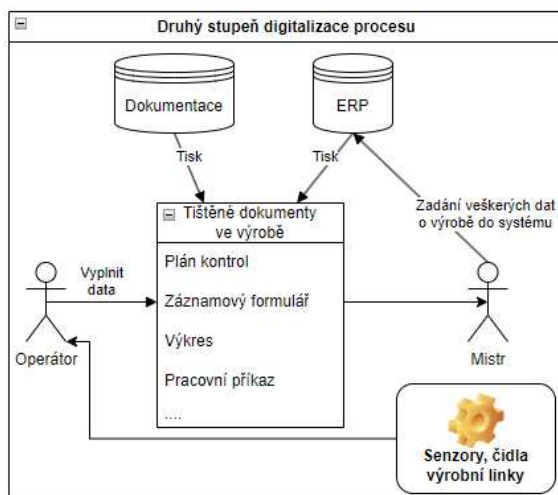 Druhý stupeň digitalizace procesu
Dokumentace
ERP
Tisk
Tisk
Zadání veškerých dat
o výrobě do systému
Tištěné dokumenty
ve výrobě
Plán kontrol
Záznamový formulář
Výkres
Pracovní příkaz
....
Vyplnit
data
Operátor
Mistr
Senzory, čidla
výrobní linky